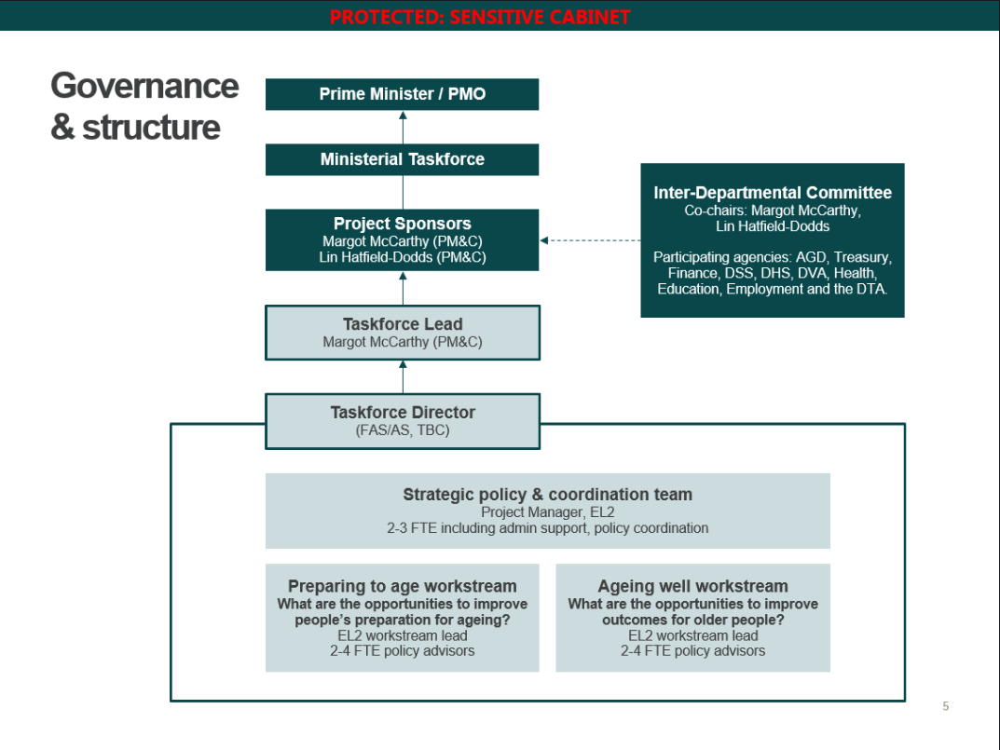 PROTECTED: SENSITIVE CABINET
Governance
& structure
Prime Minister / PMO
Ministerial Taskforce
Project Sponsors
Margot McCarthy (PM&C)
Lin Hatfield-Dodds (PM&C)
Inter-Departmental Committee
Co-chairs: Margot McCarthy,
Lin Hatfield-Dodds
Participating agencies: AGD, Treasury,
Finance, DSS, DHS, DVA, Health,
Education, Employment and the DTA.
Taskforce Lead
Margot McCarthy (PM&C)
Taskforce Director
(FAS/AS, TBC)
Strategic policy & coordination team
Project Manager, EL2
2-3 FTE including admin support, policy coordination
Preparing to age workstream
What are the opportunities to improve
people’s preparation for ageing?
EL2 workstream lead
2-4 FTE policy advisors
Ageing well workstream
What are the opportunities to improve
outcomes for older people?
EL2 workstream lead
2-4 FTE policy advisors
5